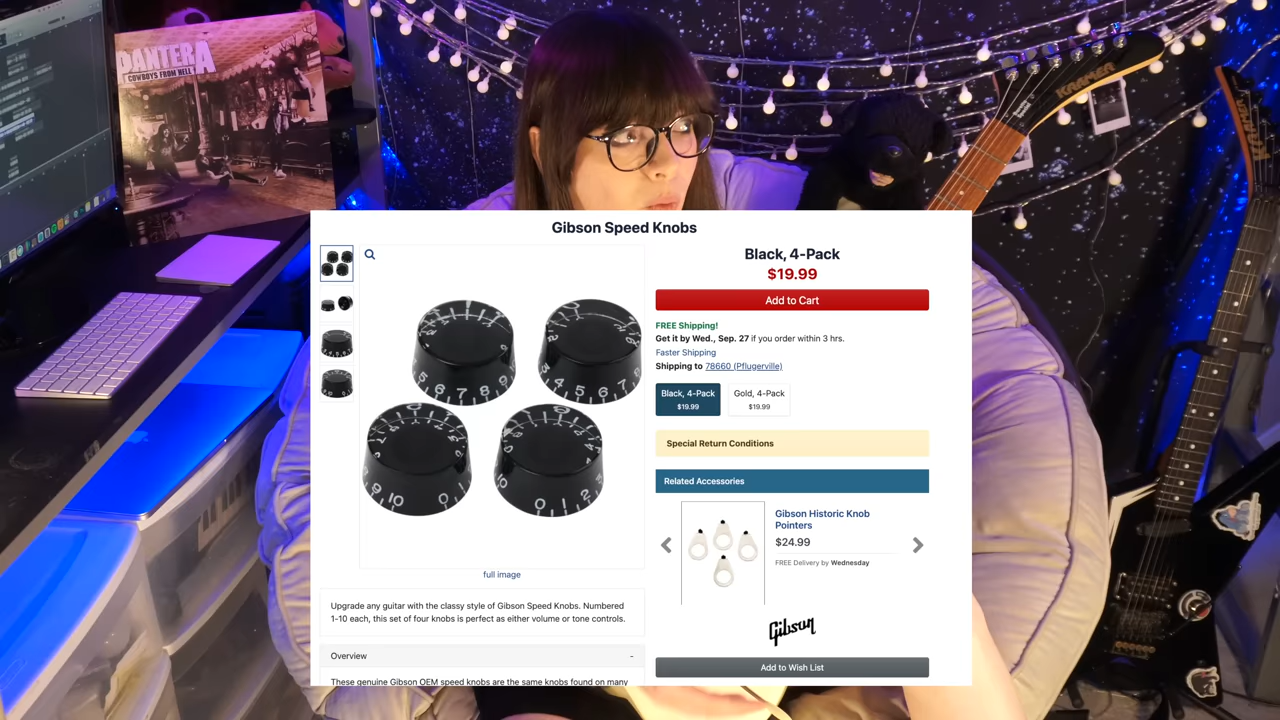 PANTERA
COWBOYS FROM HELL
KRAMER
Gibson Speed Knobs
Black, 4-Pack
$19.99
Add to Cart
FREE Shipping!
Get it by Wed., Sep. 27 if you order within 3 hrs.
Faster Shipping
Shipping to 78660 (Pflugerville)
Black, 4-Pack
$19.99
Gold, 4-Pack
$19.99
Special Return Conditions
Related Accessories
Gibson Historic Knob
Pointers
$24.99
FREE Delivery by Wednesday
Gibson
Add to Wish List
full image
Upgrade any guitar with the classy style of Gibson Speed Knobs. Numbered
1-10 each, this set of four knobs is perfect as either volume or tone controls.
Overview -
These genuine Gibson OEM speed knobs are the same knobs found on many